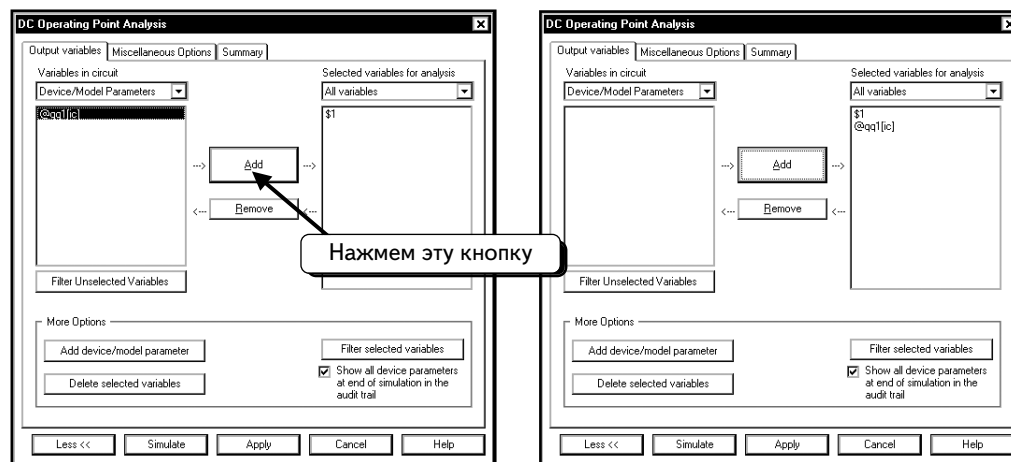 DC Operating Point Analysis
Output variables Miscellaneous Options Summary
Variables in circuit
Selected variables for analysis
Device/Model Parameters
All variables
@qq1[ic]
$1
---> Add --->
<--- Remove <---
Нажмем эту кнопку
Filter Unselected Variables
More Options
Add device/model parameter
Filter selected variables
Delete selected variables
Show all device parameters
at end of simulation in the
audit trail
Less << Simulate Apply Cancel Help
DC Operating Point Analysis
Output variables Miscellaneous Options Summary
Variables in circuit
Selected variables for analysis
Device/Model Parameters
All variables
$1
@qq1[ic]
---> Add --->
<--- Remove <---
Filter Unselected Variables
More Options
Add device/model parameter
Filter selected variables
Delete selected variables
Show all device parameters
at end of simulation in the
audit trail
Less << Simulate Apply Cancel Help